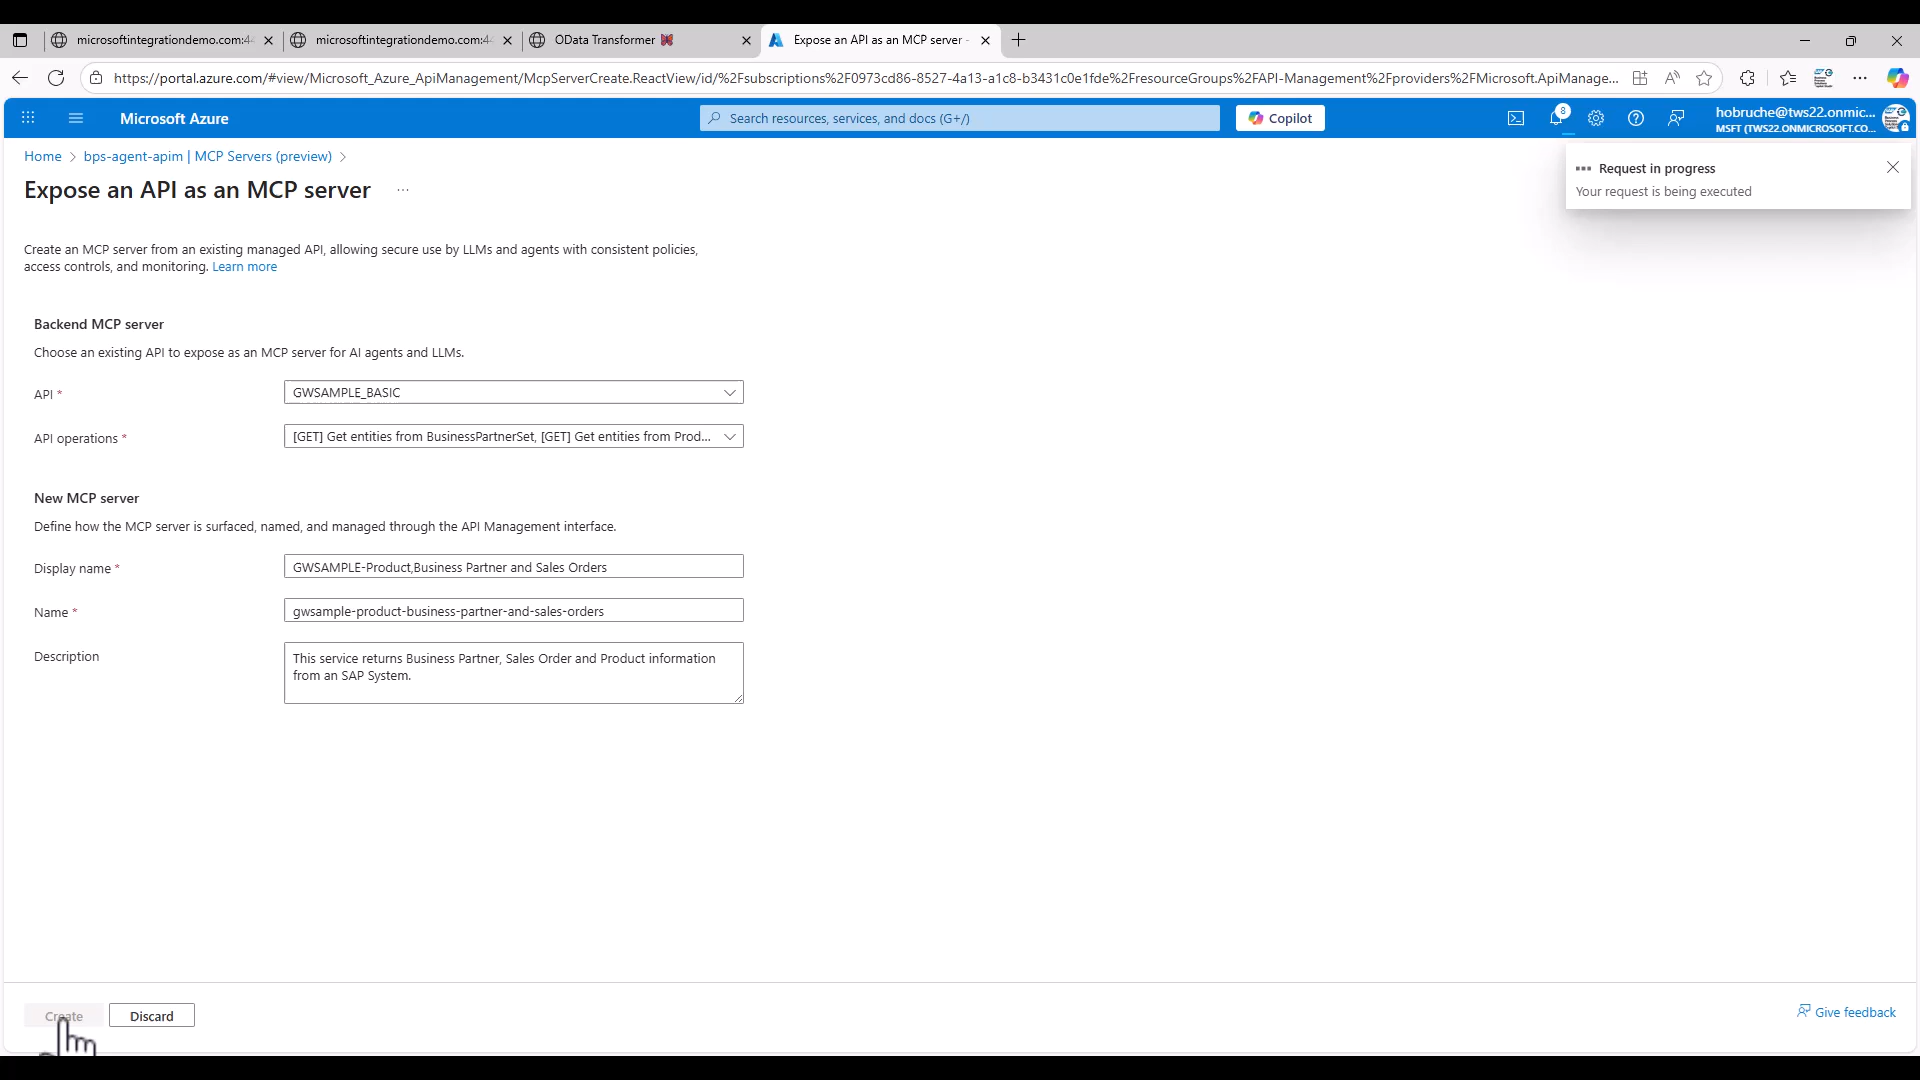 microsoftintegrationdemo.com:44
microsoftintegrationdemo.com:44
OData Transformer
Expose an API as an MCP server -
https://portal.azure.com/#view/Microsoft_Azure_ApiManagement/McpServerCreate.ReactView/id/%2Fsubscriptions%2F0973cd86-8527-4a13-a1c8-b3431c0e1fde%2FresourceGroups%2FAPI-Management%2Fproviders%2FMicrosoft.ApiManage...
Microsoft Azure
Search resources, services, and docs (G+/)
Copilot
8
hobruche@tws22.onmic...
MSFT (TWS22.ONMICROSOFT.CO...
Home > bps-agent-apim | MCP Servers (preview) >
Expose an API as an MCP server ...
Request in progress
Your request is being executed
Create an MCP server from an existing managed API, allowing secure use by LLMs and agents with consistent policies,
access controls, and monitoring. Learn more
Backend MCP server
Choose an existing API to expose as an MCP server for AI agents and LLMs.
API *
GWSAMPLE_BASIC
API operations *
[GET] Get entities from BusinessPartnerSet, [GET] Get entities from Prod...
New MCP server
Define how the MCP server is surfaced, named, and managed through the API Management interface.
Display name *
GWSAMPLE-Product,Business Partner and Sales Orders
Name *
gwsample-product-business-partner-and-sales-orders
Description
This service returns Business Partner, Sales Order and Product information
from an SAP System.
Create
Discard
Give feedback